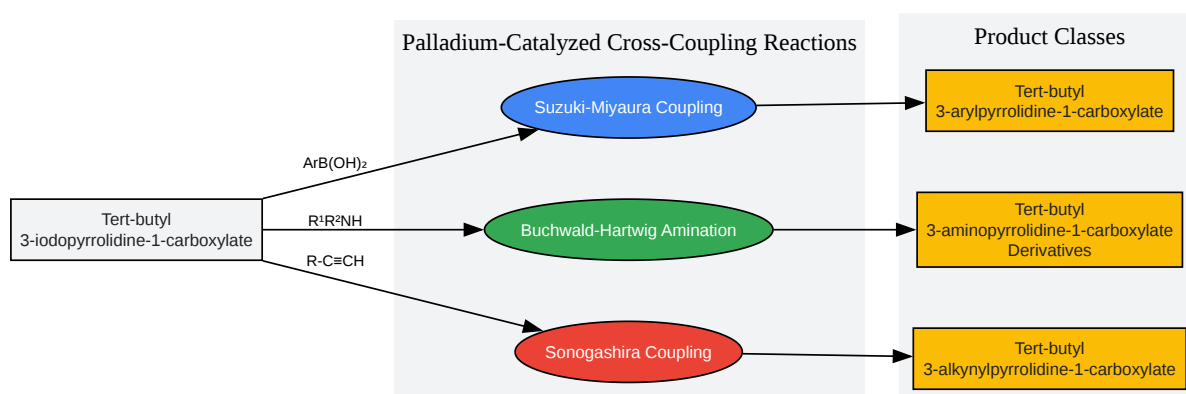 Palladium-Catalyzed Cross-Coupling Reactions
Product Classes
Suzuki-Miyaura Coupling
Tert-butyl
3-arylpyrrolidine-1-carboxylate
ArB(OH)₂
Tert-butyl
3-iodopyrrolidine-1-carboxylate
R¹R²NH
Buchwald-Hartwig Amination
Tert-butyl
3-aminopyrrolidine-1-carboxylate
Derivatives
R-C≡CH
Sonogashira Coupling
Tert-butyl
3-alkynylpyrrolidine-1-carboxylate